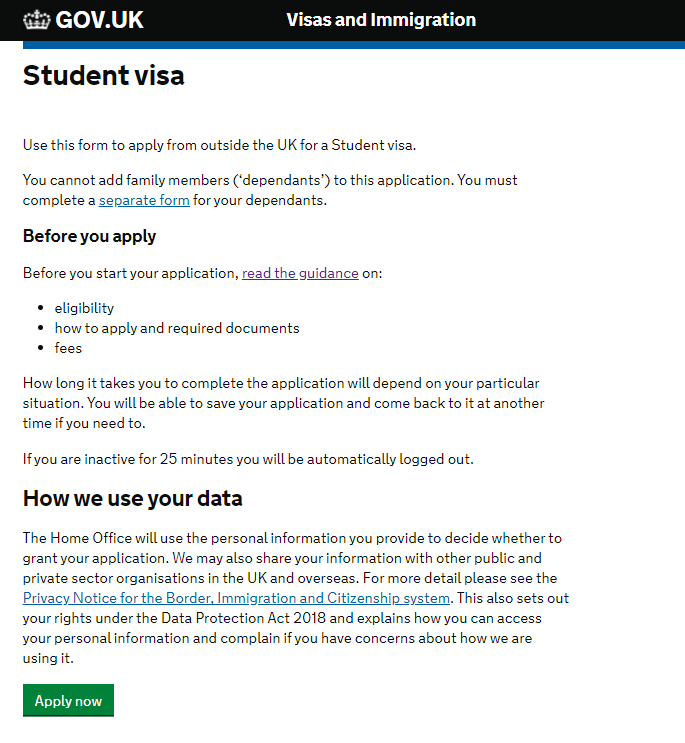 GOV.UK Visas and Immigration
Student visa
Use this form to apply from outside the UK for a Student visa.
You cannot add family members (‘dependants’) to this application. You must
complete a separate form for your dependants.
Before you apply
Before you start your application, read the guidance on:
• eligibility
• how to apply and required documents
• fees
How long it takes you to complete the application will depend on your particular
situation. You will be able to save your application and come back to it at another
time if you need to.
If you are inactive for 25 minutes you will be automatically logged out.
How we use your data
The Home Office will use the personal information you provide to decide whether to
grant your application. We may also share your information with other public and
private sector organisations in the UK and overseas. For more detail please see the
Privacy Notice for the Border, Immigration and Citizenship system. This also sets out
your rights under the Data Protection Act 2018 and explains how you can access
your personal information and complain if you have concerns about how we are
using it.
Apply now